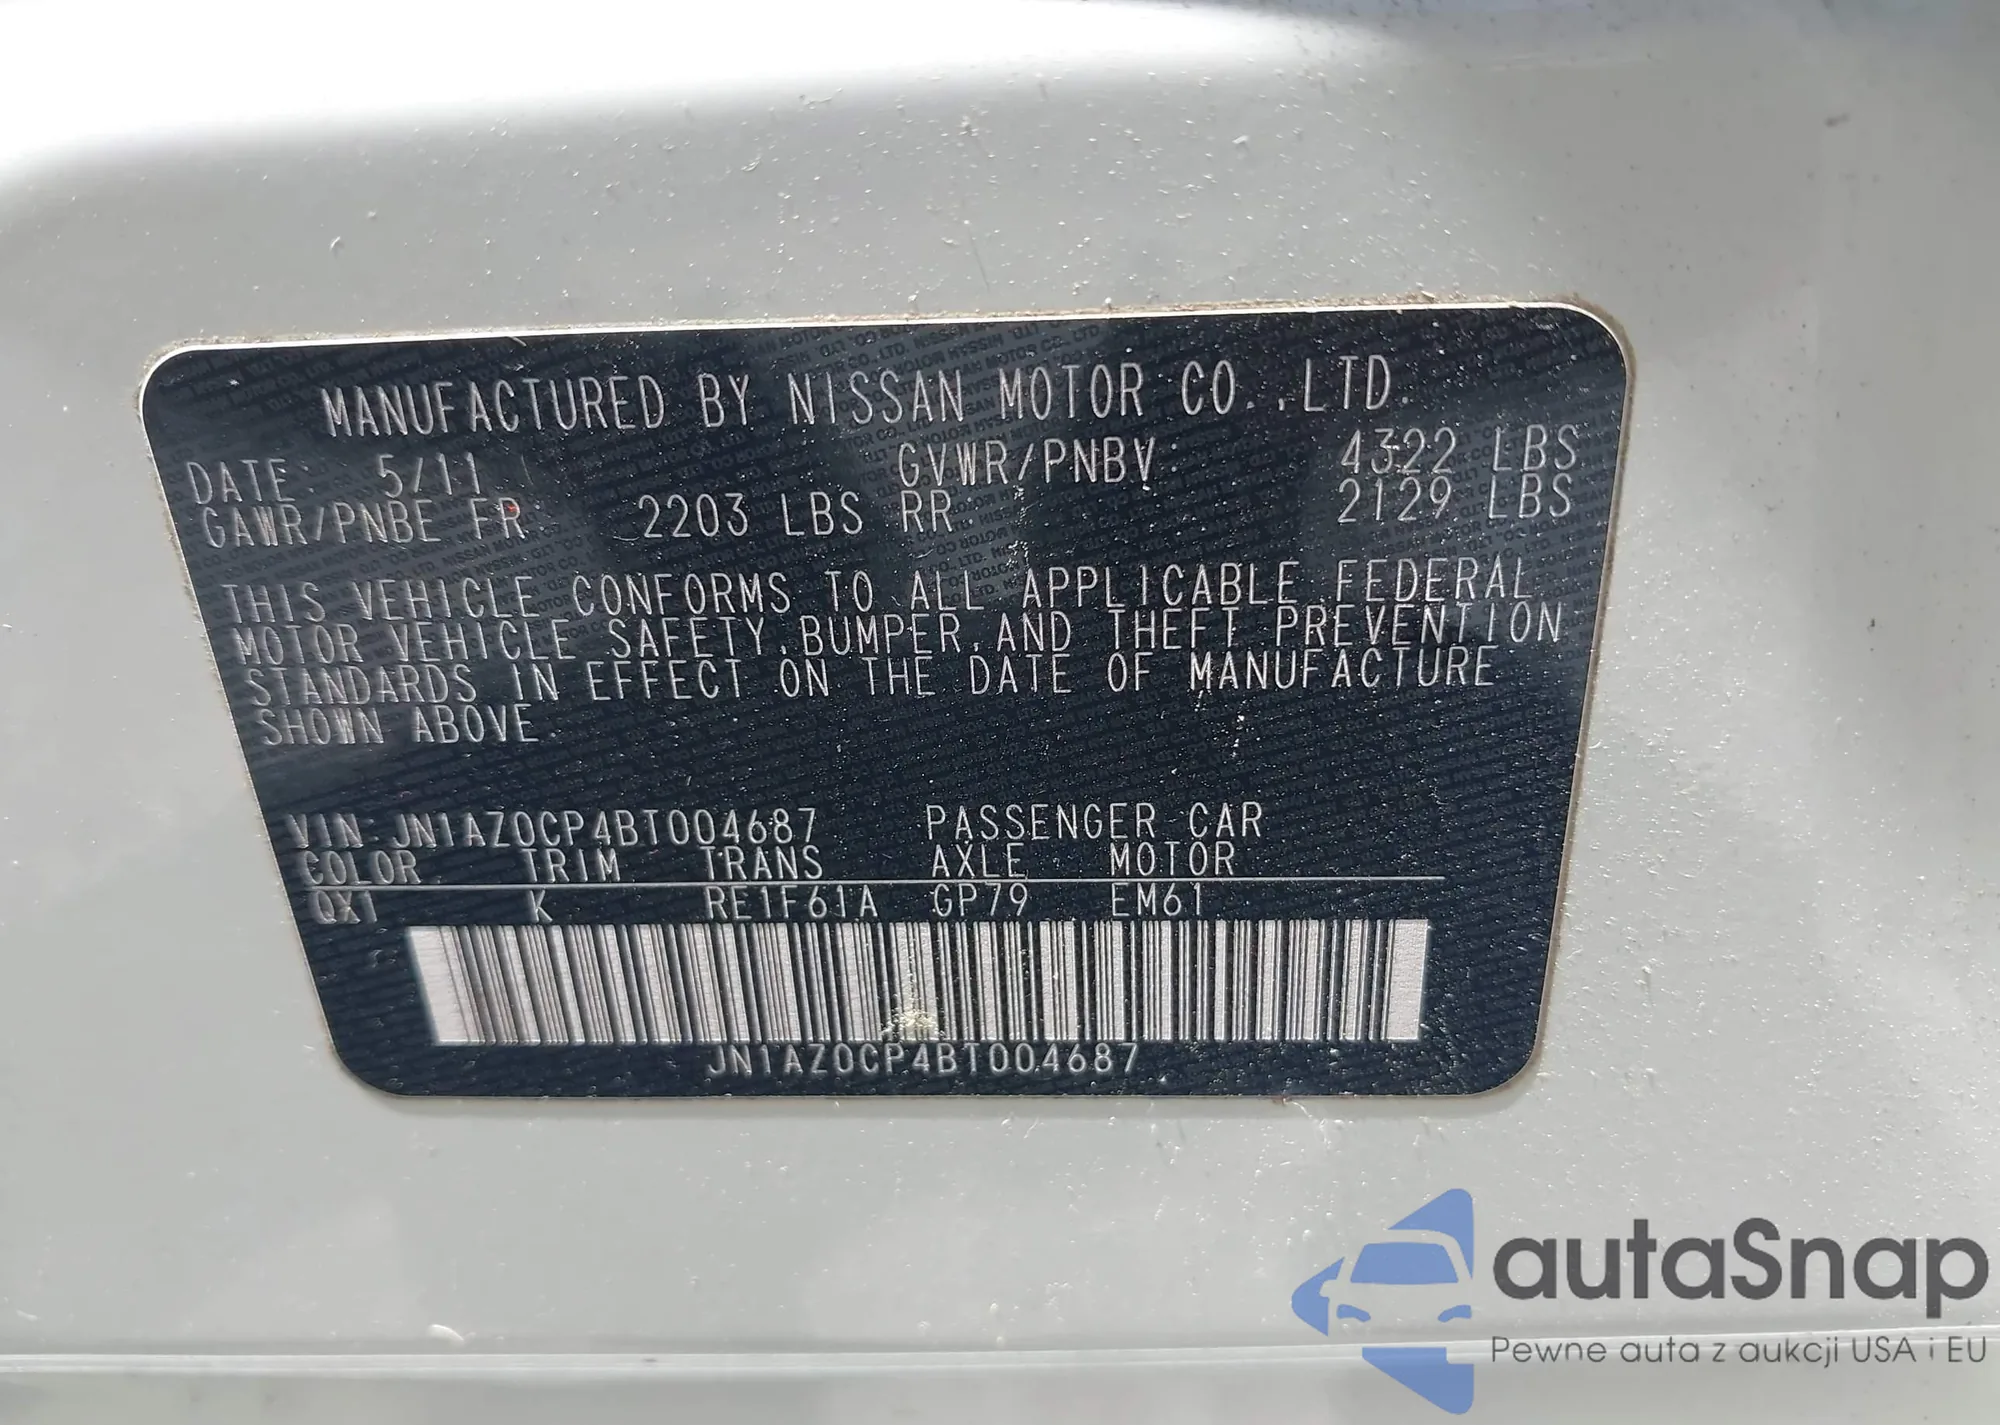 MANUFACTURED BY NISSAN MOTOR CO.,LTD.
DATE: 5/11 GVWR/PNBV: 4322 LBS
GAWR/PNBE FR: 2203 LBS RR: 2129 LBS
THIS VEHICLE CONFORMS TO ALL APPLICABLE FEDERAL
MOTOR VEHICLE SAFETY, BUMPER, AND THEFT PREVENTION
STANDARDS IN EFFECT ON THE DATE OF MANUFACTURE
SHOWN ABOVE.
VIN: JN1AZ0CP4BT004687 PASSENGER CAR
COLOR TRIM TRANS AXLE MOTOR
QX1 K RE1F61A GP79 EM61
JN1AZ0CP4BT004687
autaSnap
Pewne auta z aukcji USA i EU